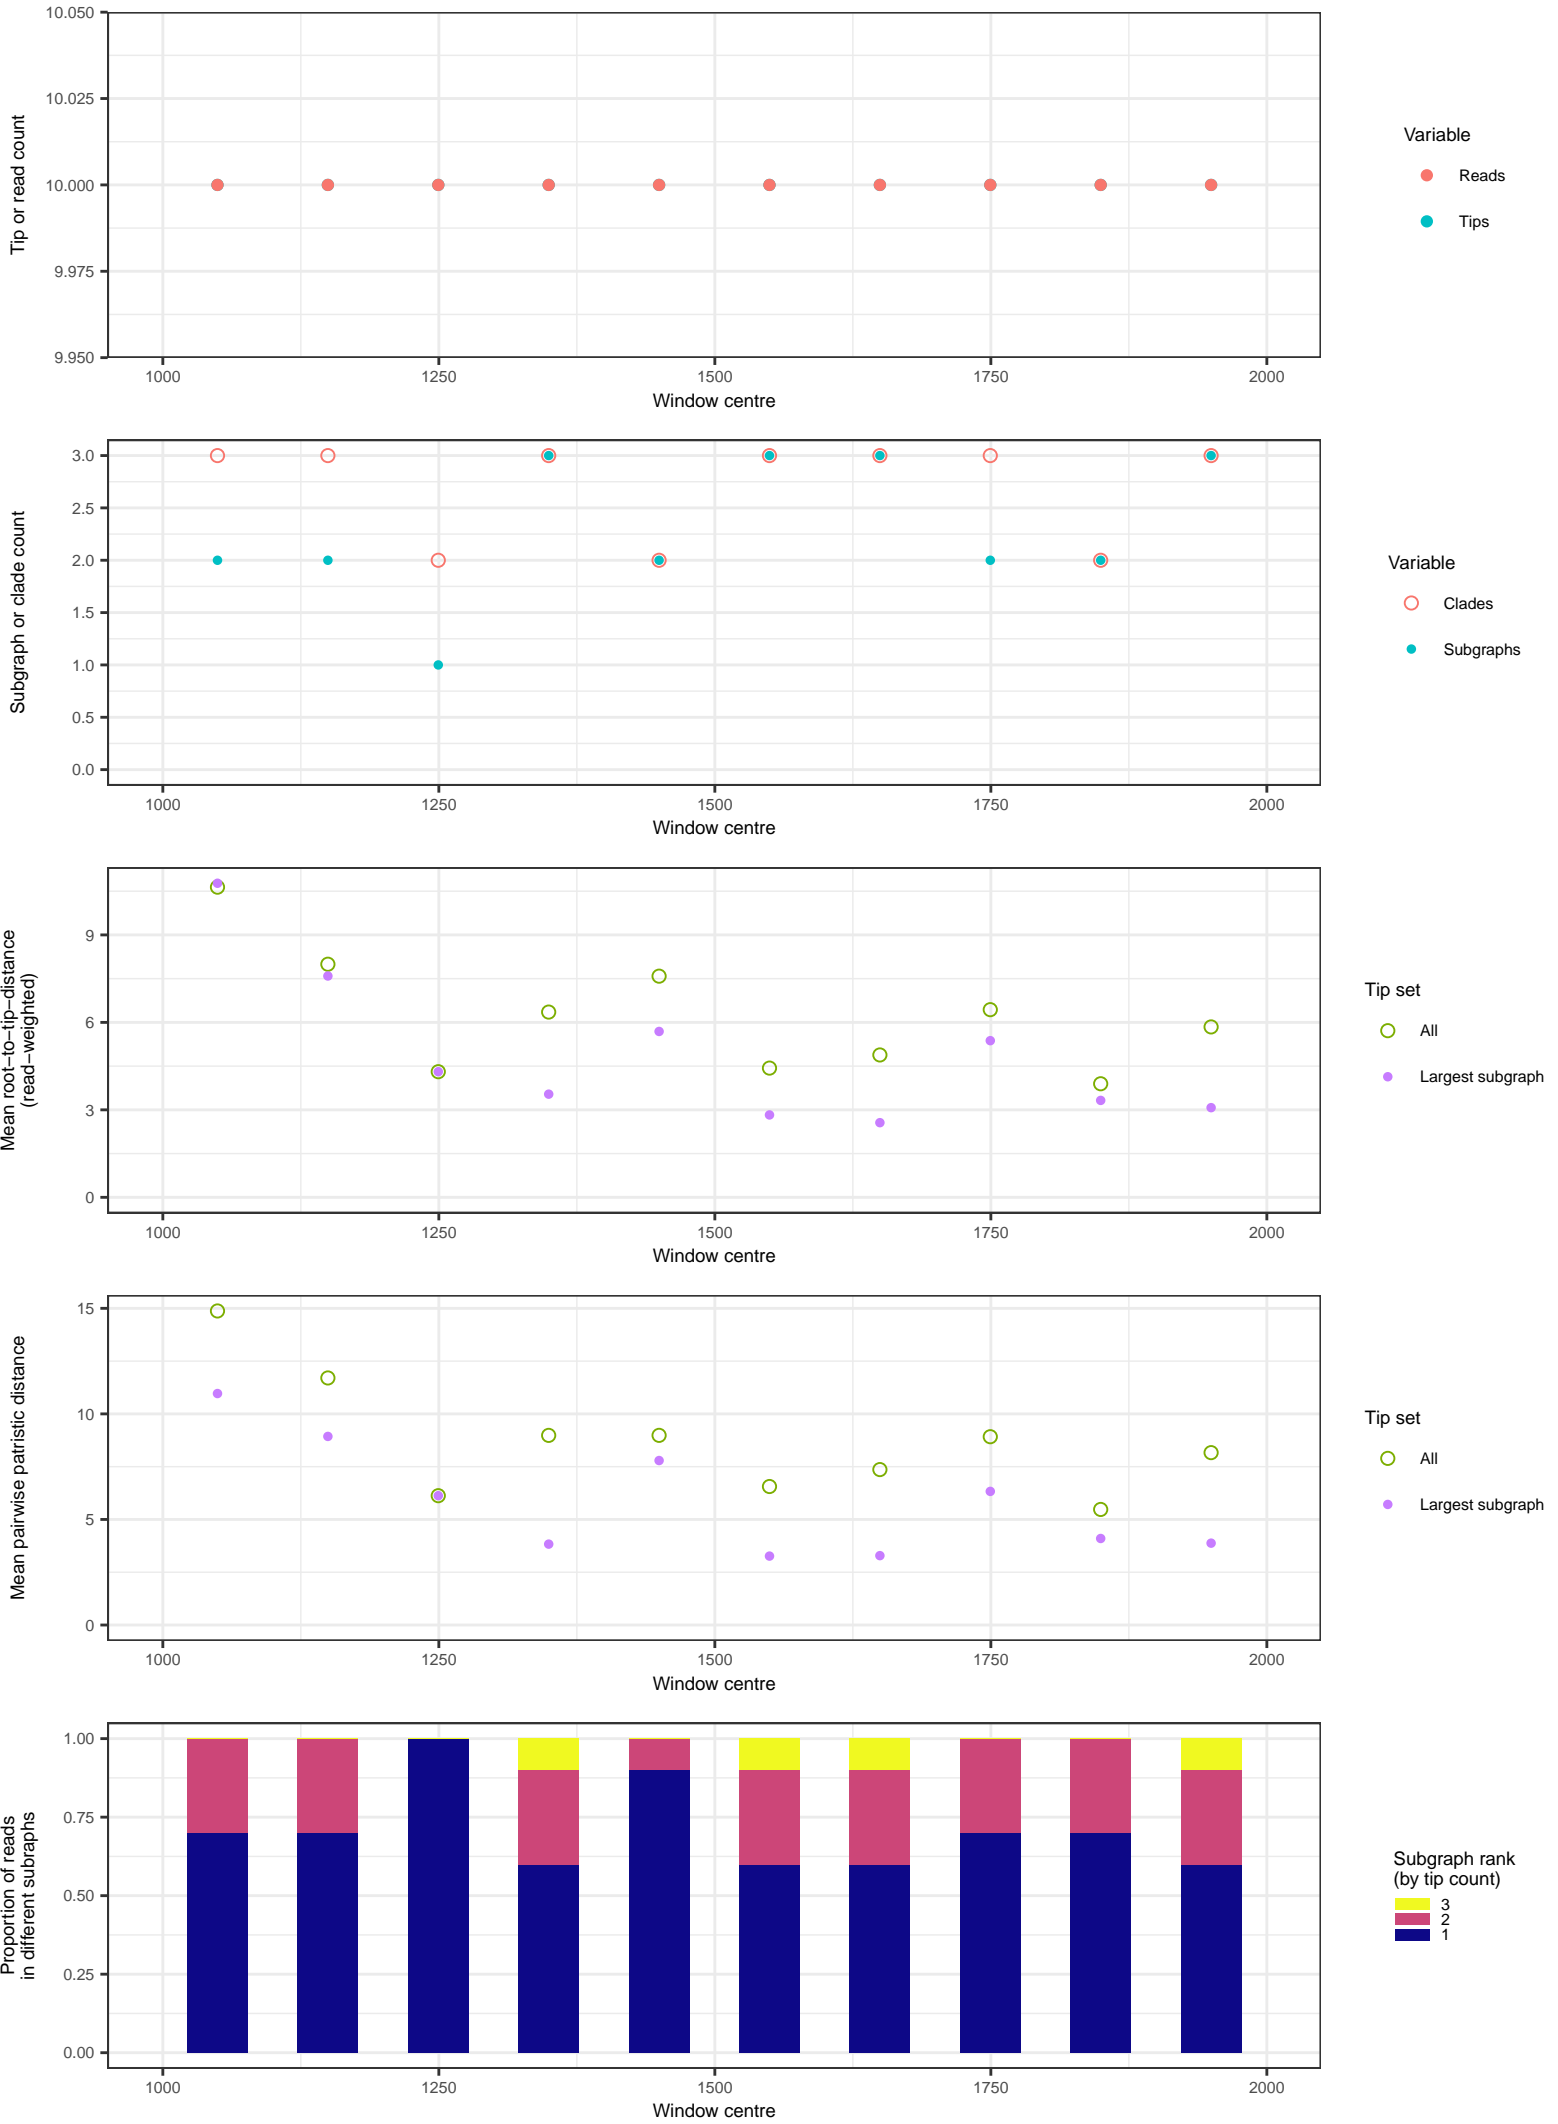 10.050
10.025
10.000
9.975
9.950
Tip or read count
1000 1250 1500 1750 2000
Window centre
Variable
Reads
Tips
3.0
2.5
2.0
1.5
1.0
0.5
0.0
Subgraph or clade count
1000 1250 1500 1750 2000
Window centre
Variable
Clades
Subgraphs
9
6
3
0
Mean root−to−tip−distance
(read−weighted)
1000 1250 1500 1750 2000
Window centre
Tip set
All
Largest subgraph
15
10
5
0
Mean pairwise patristic distance
1000 1250 1500 1750 2000
Window centre
Tip set
All
Largest subgraph
1.00
0.75
0.50
0.25
0.00
Proportion of reads
in different subraphs
1000 1250 1500 1750 2000
Window centre
Subgraph rank
(by tip count)
3
2
1